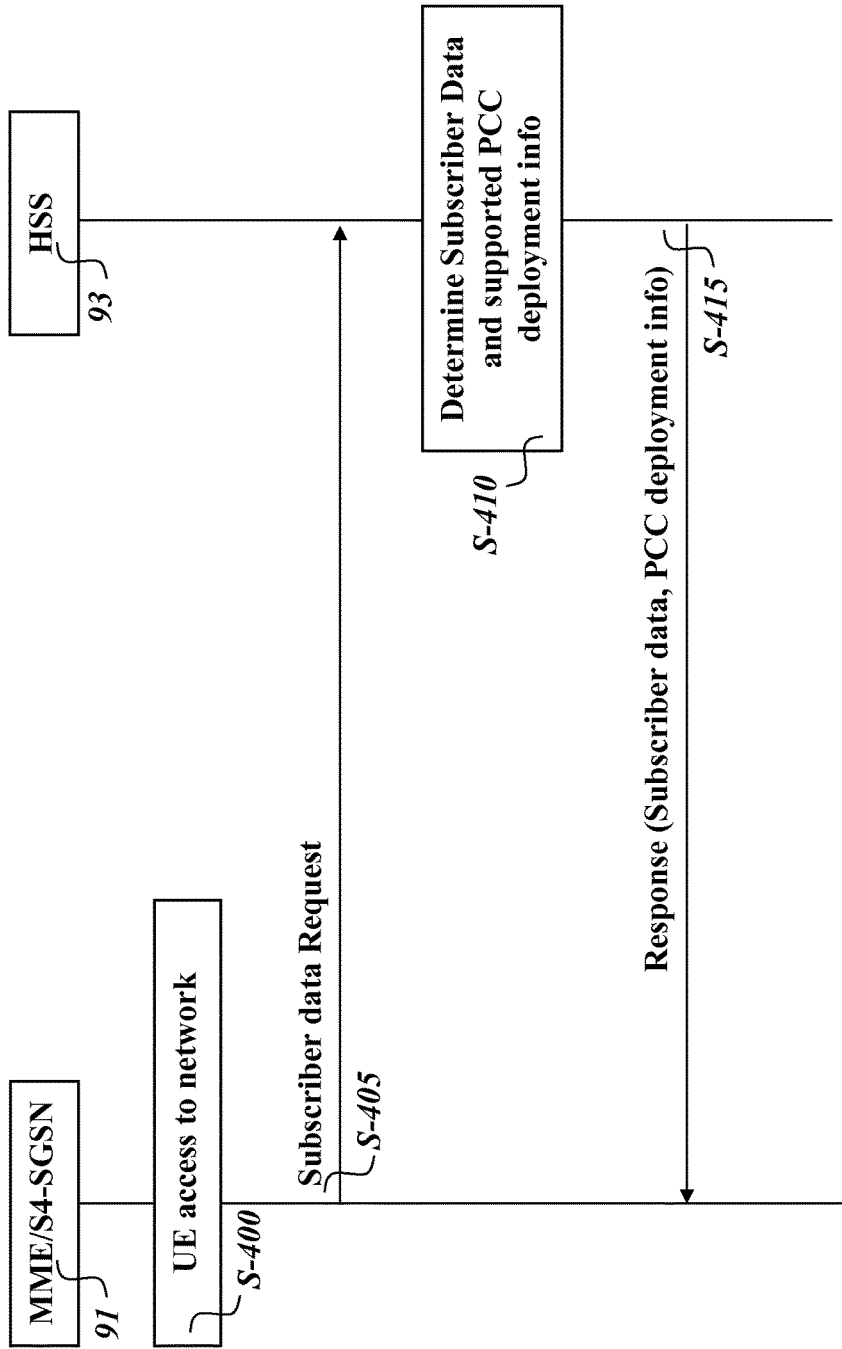 MME/S4-SGSN
91
HSS
93
UE access to network
S-400
Subscriber data Request
S-405
Determine Subscriber Data
and supported PCC
deployment info
S-410
Response (Subscriber data, PCC deployment info)
S-415